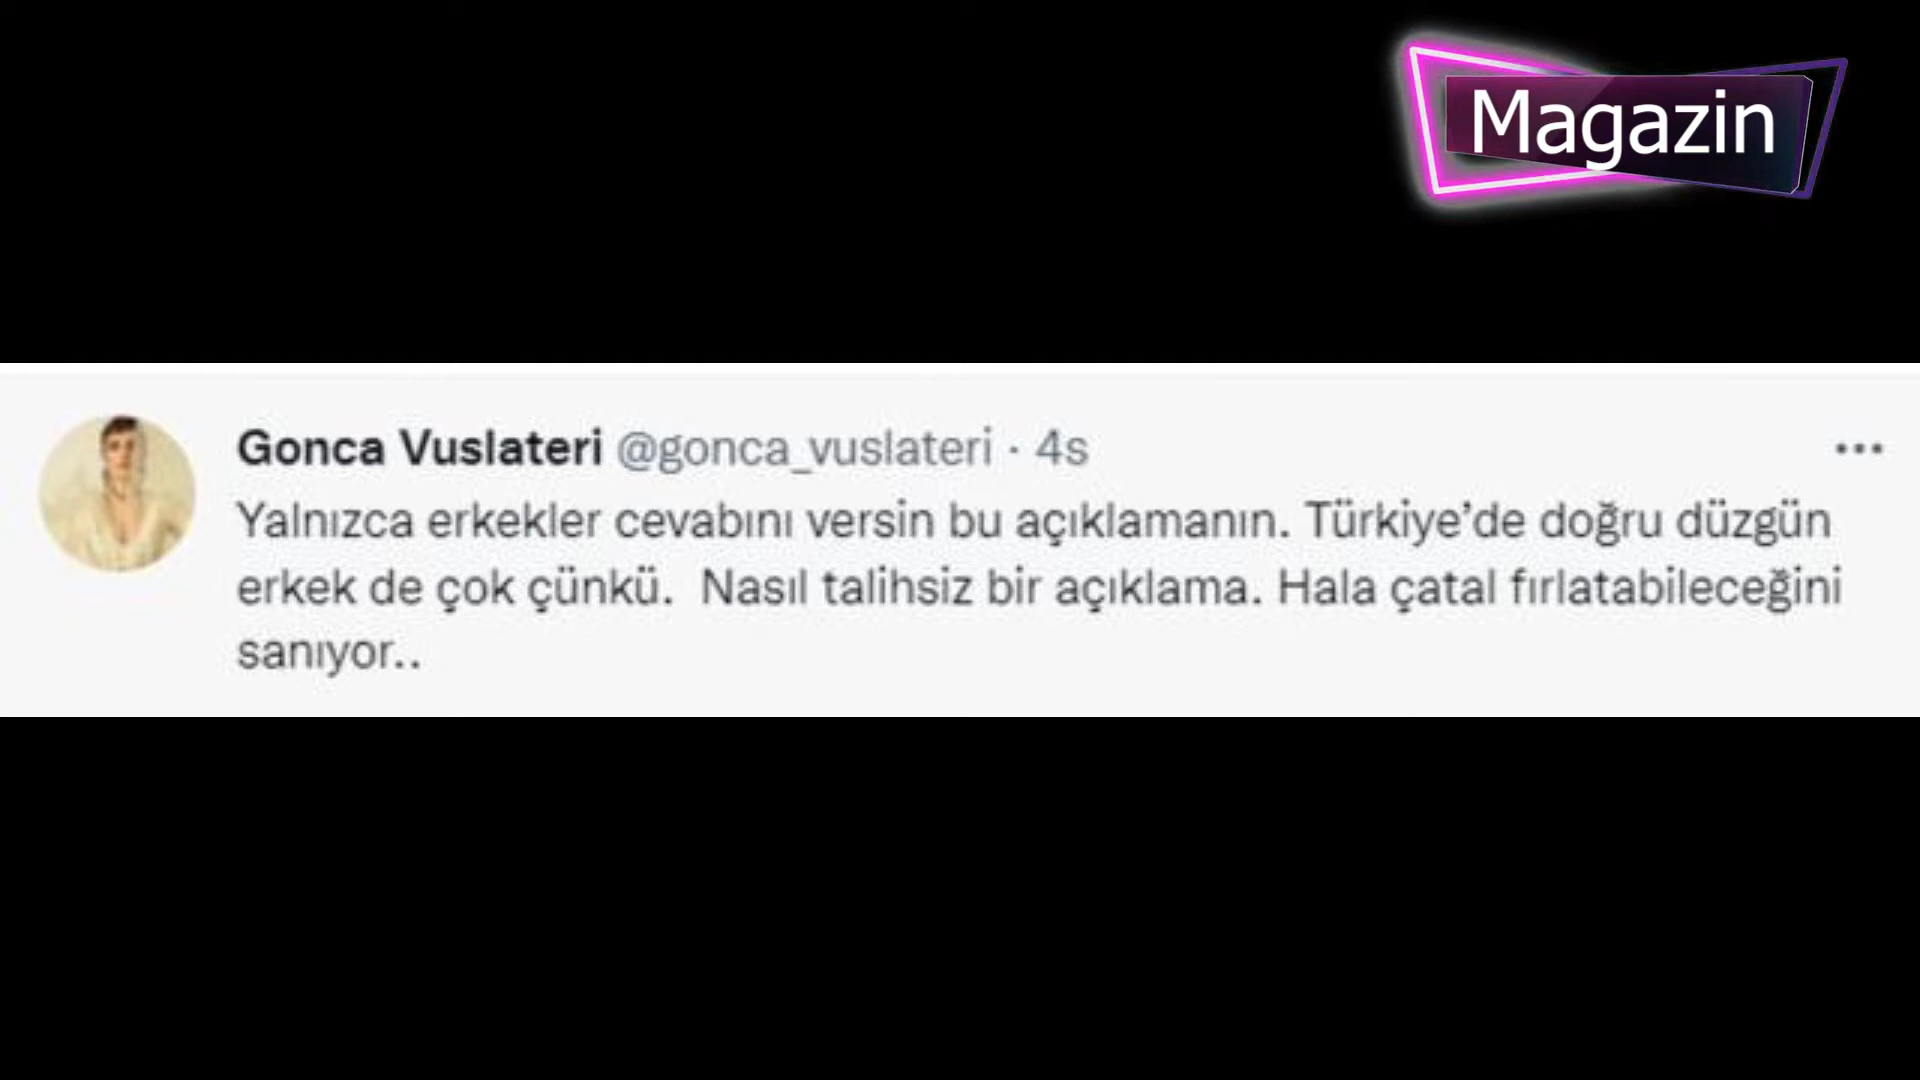 Magazin
Gonca Vuslateri @gonca_vuslateri · 4s
Yalnızca erkekler cevabını versin bu açıklamanın. Türkiye’de doğru düzgün
erkek de çok çünkü.  Nasıl talihsiz bir açıklama. Hala çatal fırlatabileceğini
sanıyor..